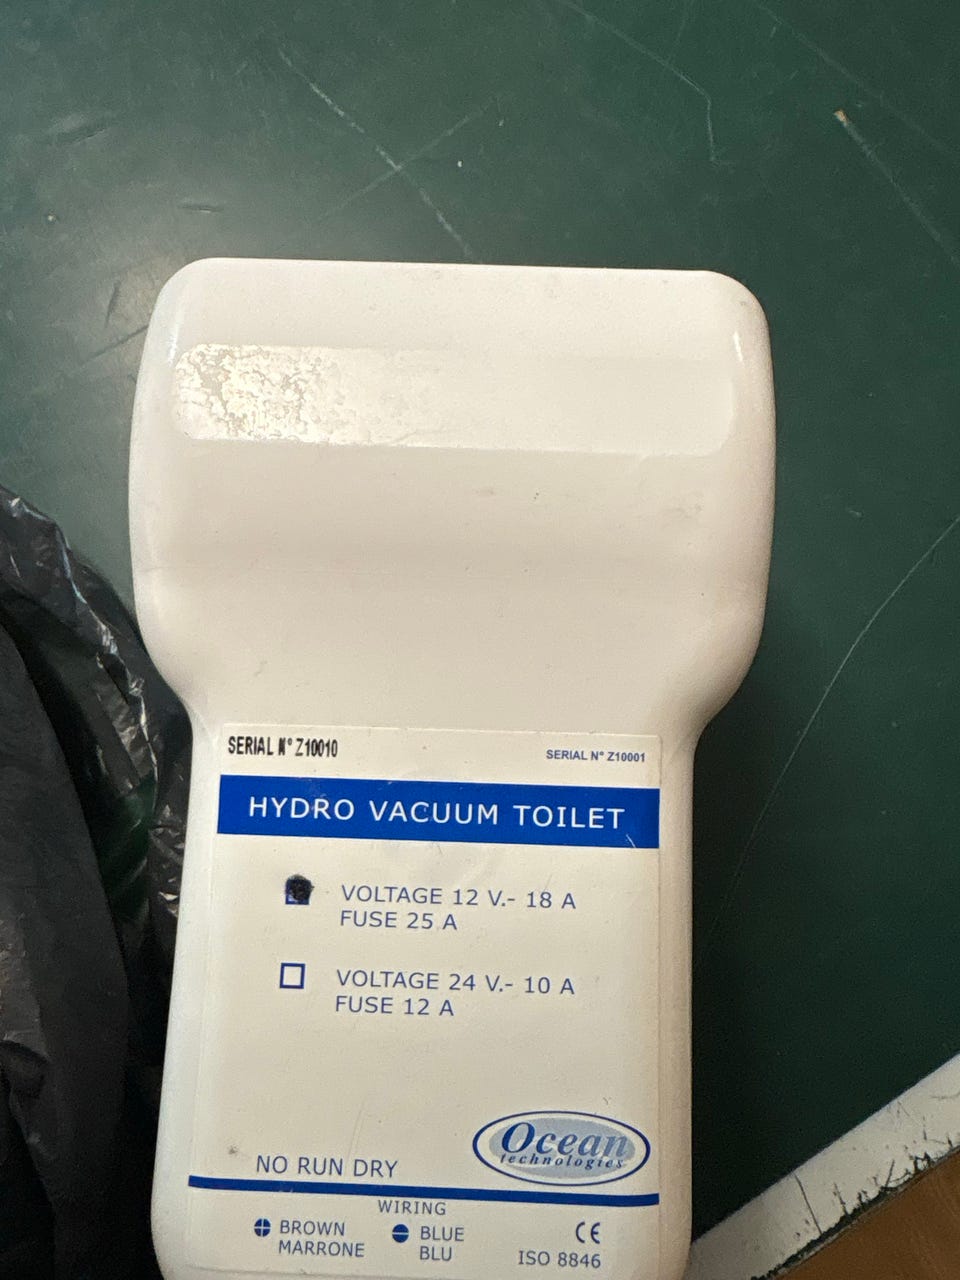 SERIAL N° Z10010
SERIAL N° Z10001
HYDRO VACUUM TOILET
VOLTAGE 12 V.- 18 A
FUSE 25 A
VOLTAGE 24 V.- 10 A
FUSE 12 A
Ocean
technologies
NO RUN DRY
WIRING
BROWN
MARRONE
BLUE
BLU
CE
ISO 8846